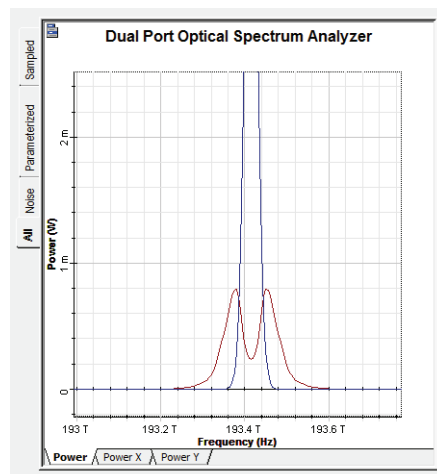 Dual Port Optical Spectrum Analyzer
Sampled
Parameterized
Noise
All
Power (W)
2 m
1 m
0
193 T 193.2 T 193.4 T 193.6 T
Frequency (Hz)
Power Power X Power Y